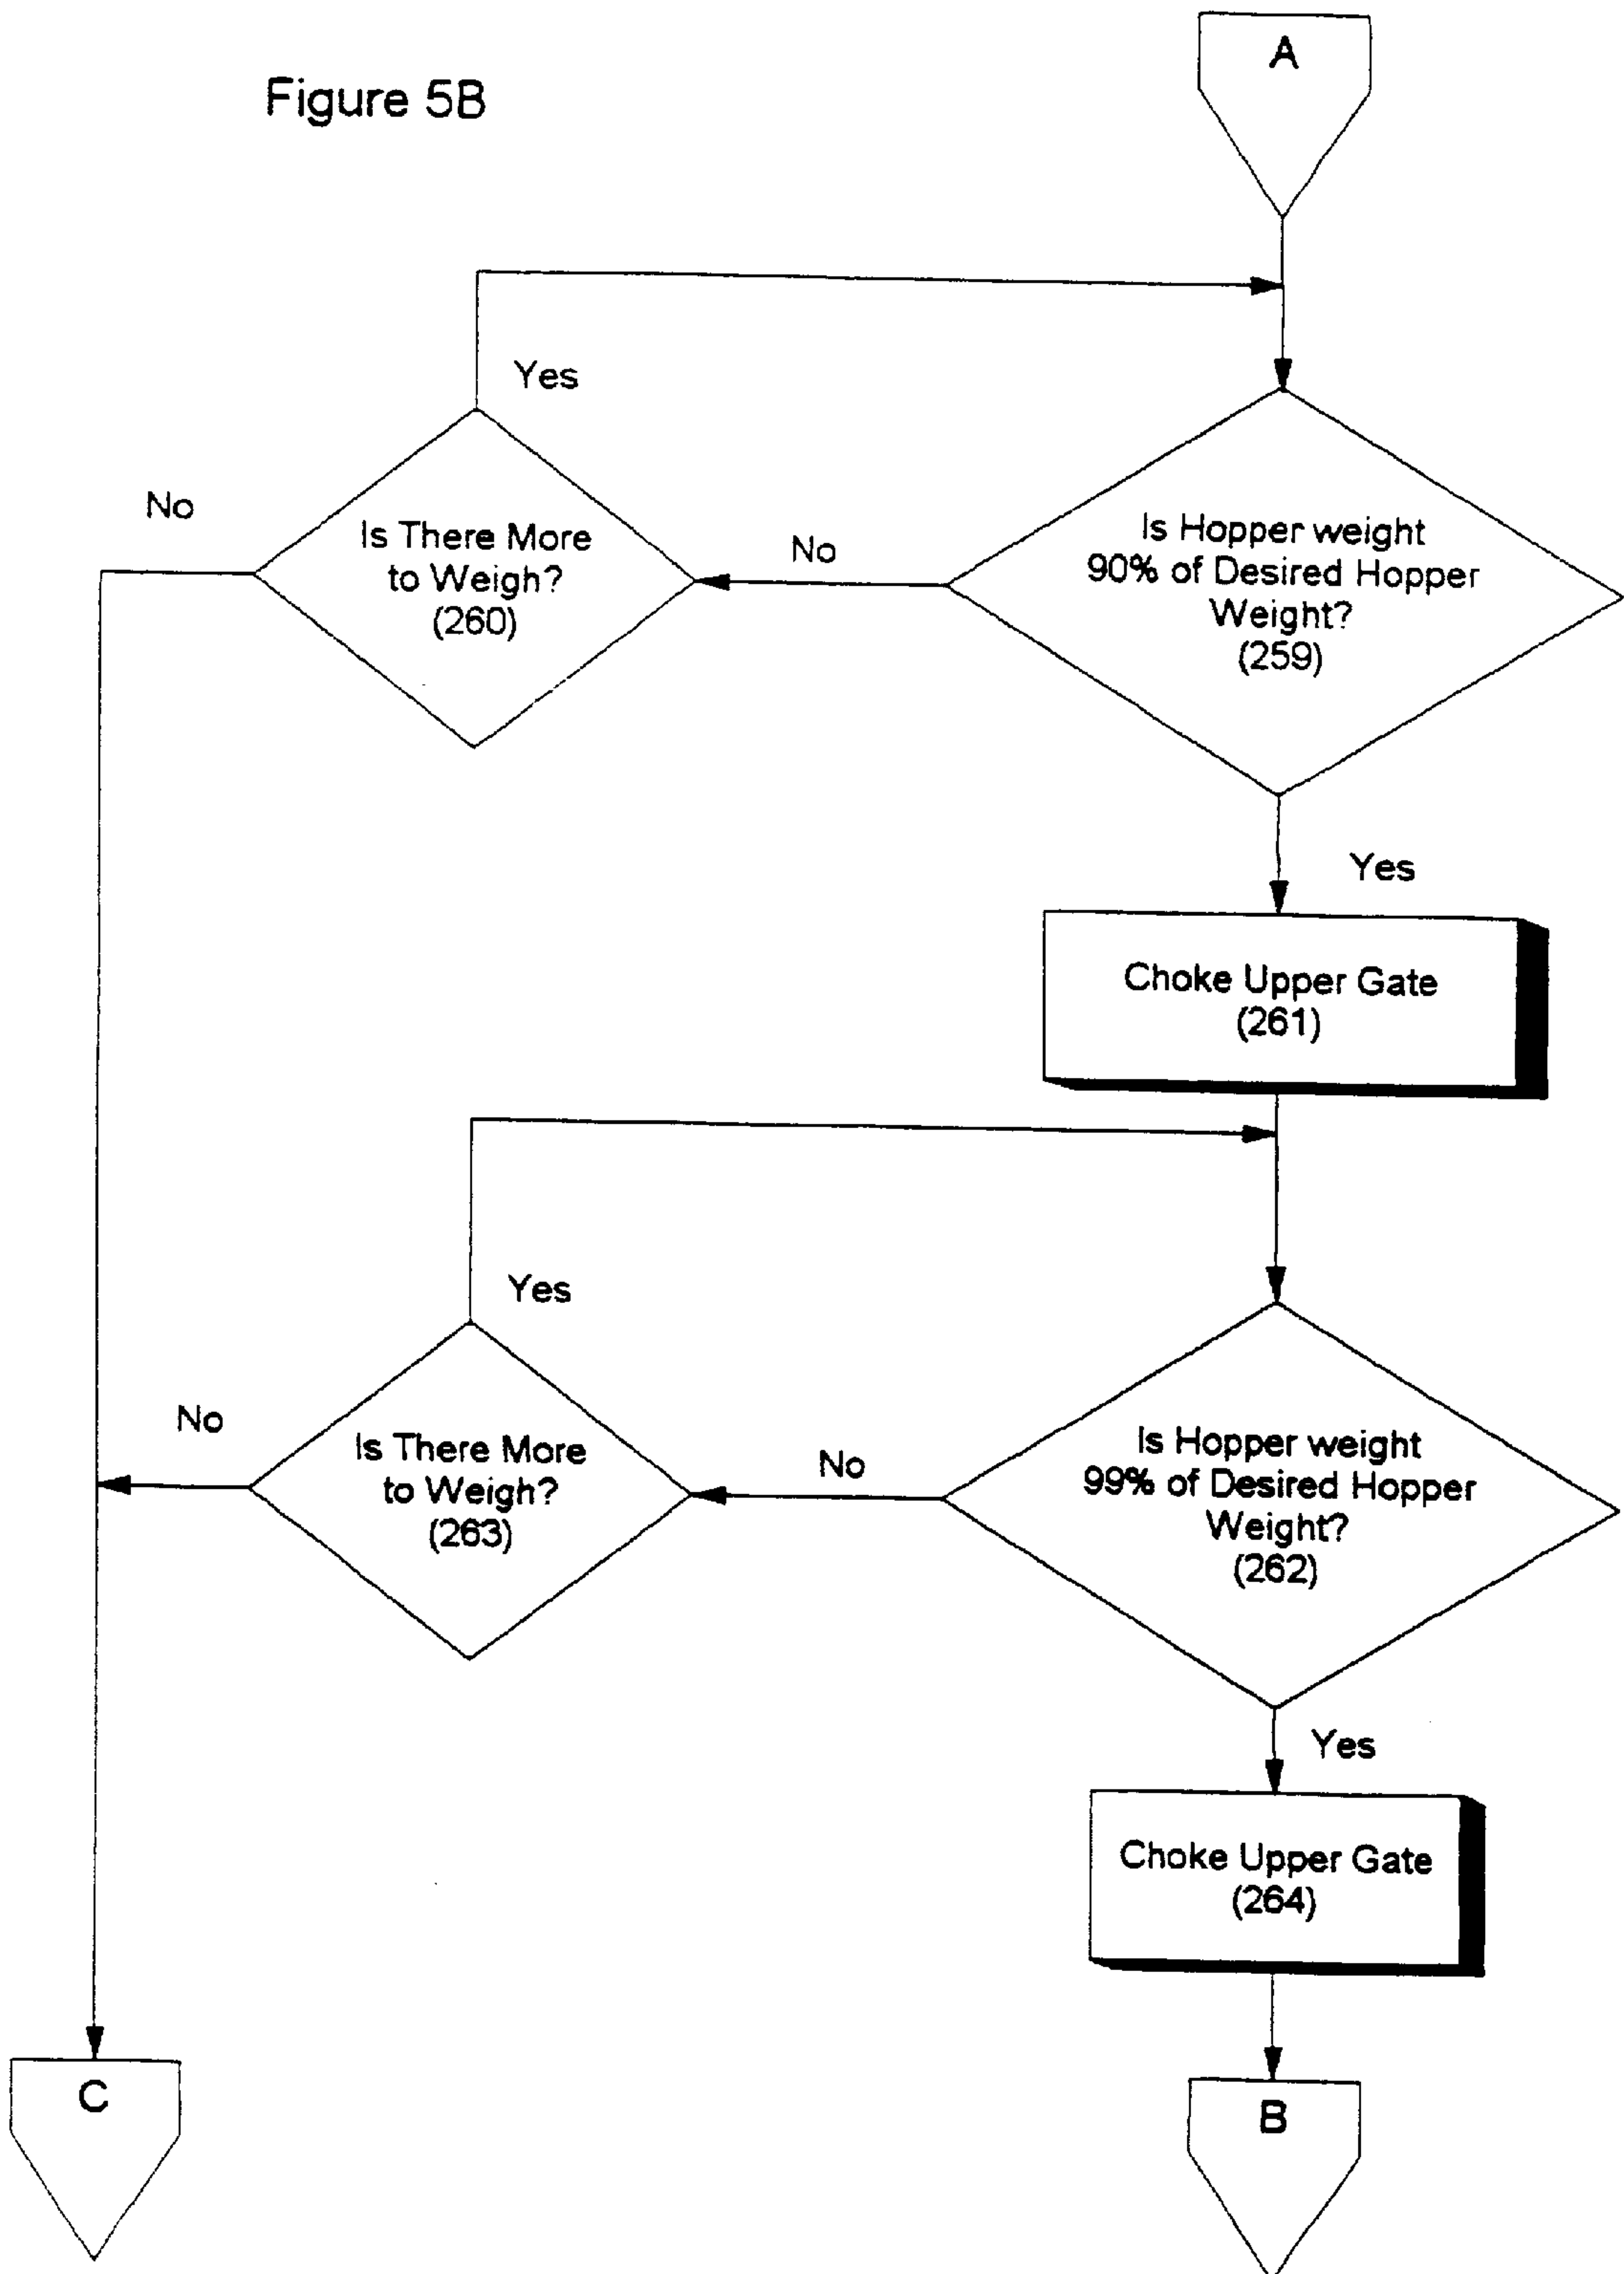 Figure 5B
A
Yes
No
Is There More
to Weigh?
(260)
No
Is Hopper weight
90% of Desired Hopper
Weight?
(259)
Yes
Choke Upper Gate
(261)
Yes
No
Is There More
to Weigh?
(263)
No
Is Hopper weight
99% of Desired Hopper
Weight?
(262)
Yes
Choke Upper Gate
(264)
C
B